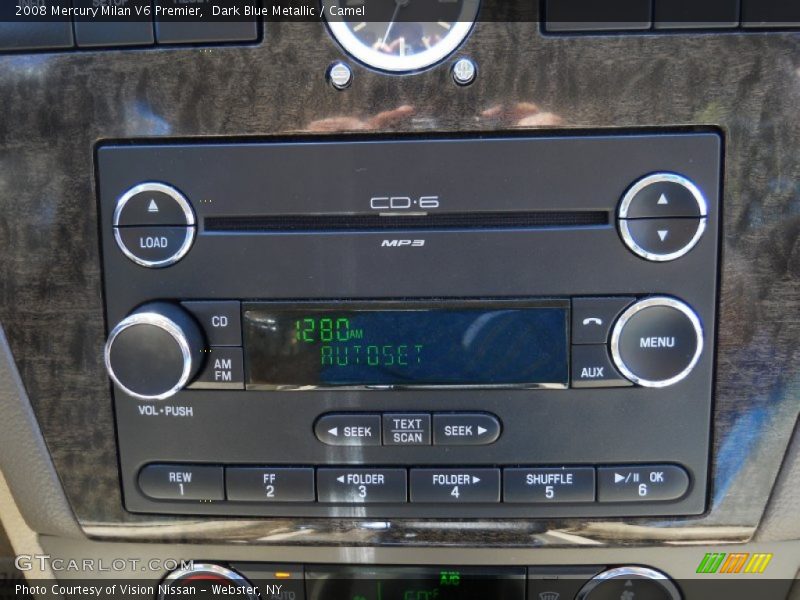 2008 Mercury Milan V6 Premier,  Dark Blue Metallic / Camel
CD·6
MP3
▲
LOAD
▲
▼
CD
AM
FM
1280AM
AUTOSET
AUX
MENU
VOL•PUSH
◄ SEEK
TEXT
SCAN
SEEK ►
REW
1
FF
2
◄FOLDER
3
FOLDER►
4
SHUFFLE
5
►/II OK
6
GTCARLOT.COM
Photo Courtesy of Vision Nissan – Webster, NY